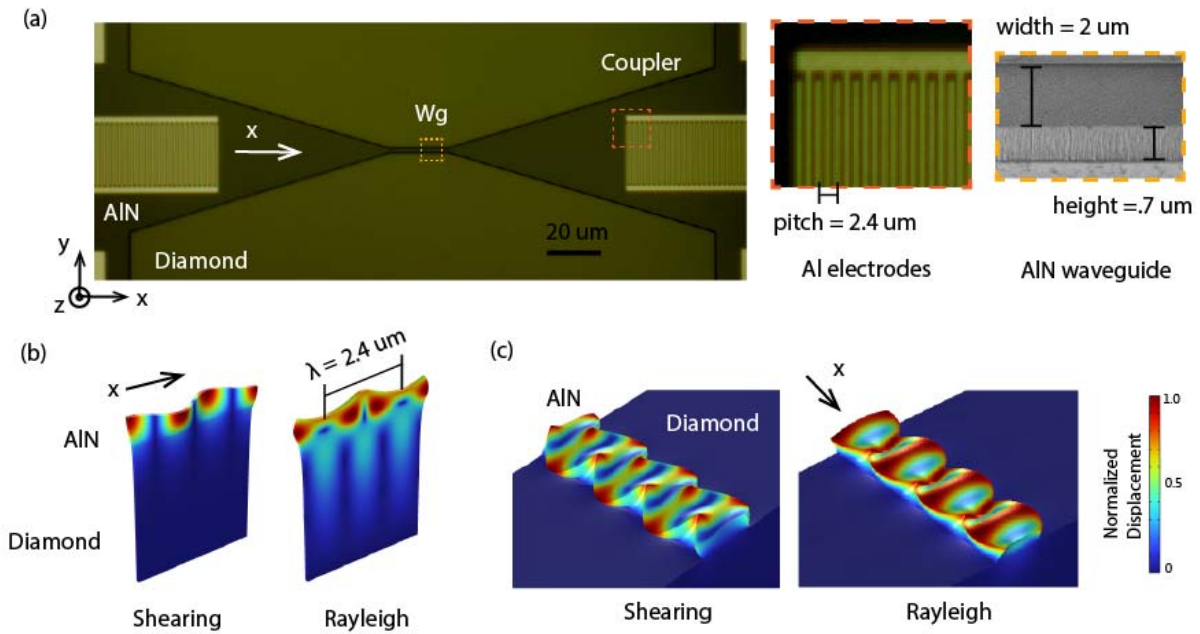 (a)
Coupler
Wg
x
AlN
Diamond
20 um
y
z
x
pitch = 2.4 um
Al electrodes
width = 2 um
height =.7 um
AlN waveguide
(b)
x
λ = 2.4 um
AlN
Diamond
Shearing
Rayleigh
(c)
AlN
Diamond
x
Shearing
Rayleigh
1.0
0.5
0
Normalized
Displacement